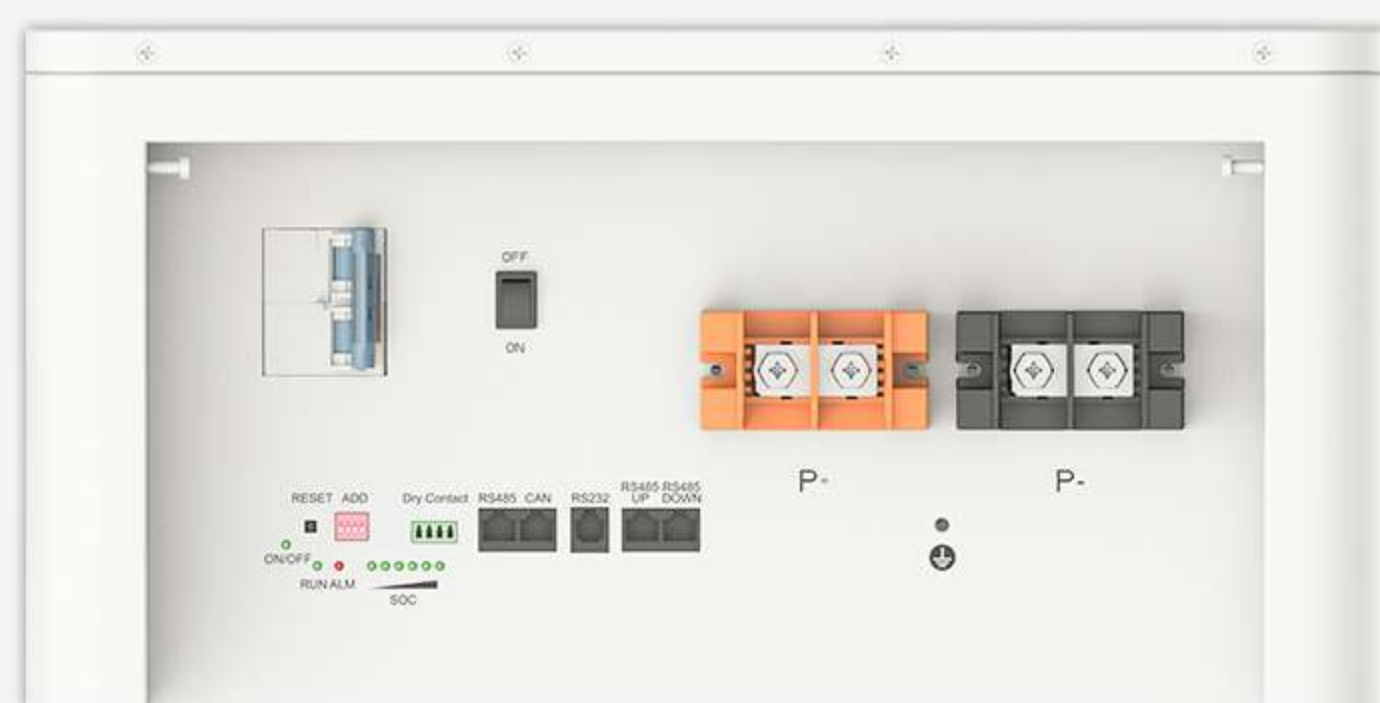 OFF
ON
P-
P-
RESET ADD Dry Contact RS485 CAN RS232 RS485 UP RS485 DOWN
ON/OFF
RUN ALM
SOC